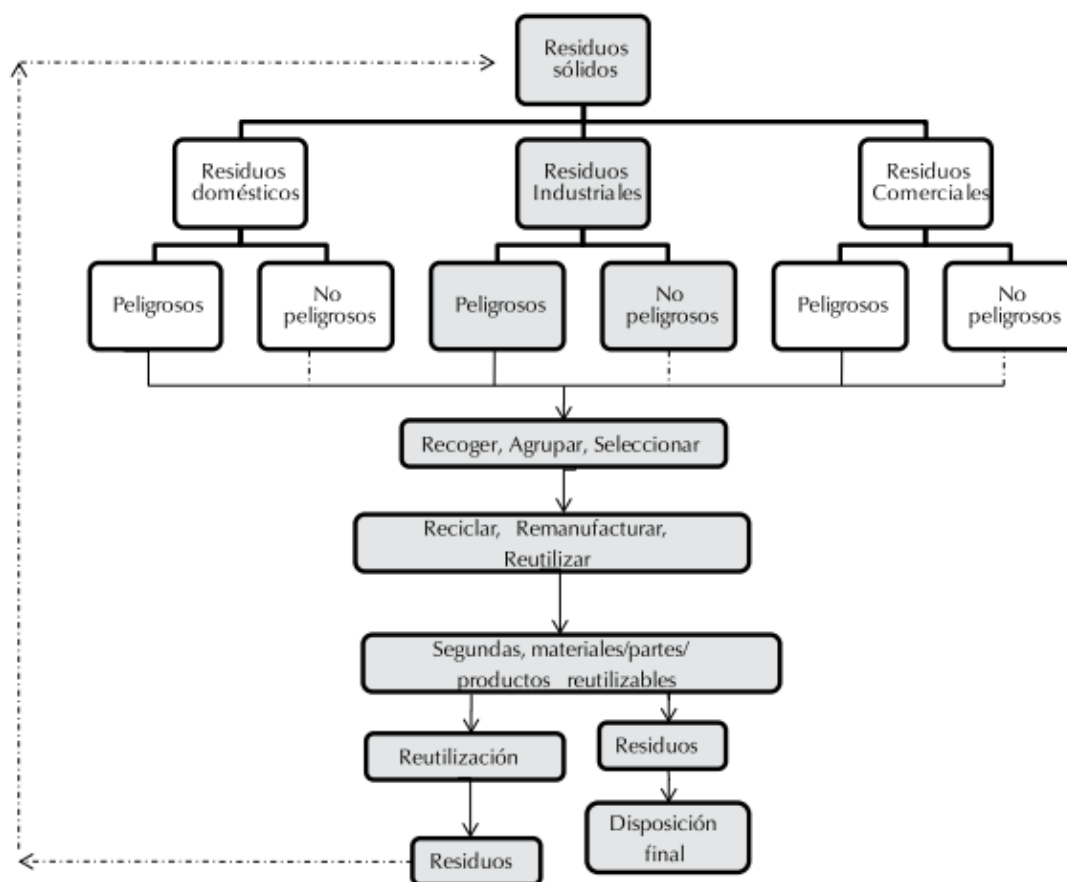 Residuos
sólidos
Residuos
domésticos
Residuos
Industriales
Residuos
Comerciales
Peligrosos
No
peligrosos
Peligrosos
No
peligrosos
Peligrosos
No
peligrosos
Recoger, Agrupar, Seleccionar
Reciclar, Remanufacturar,
Reutilizar
Segundas, materiales/partes/
productos reutilizables
Reutilización
Residuos
Residuos
Disposición
final